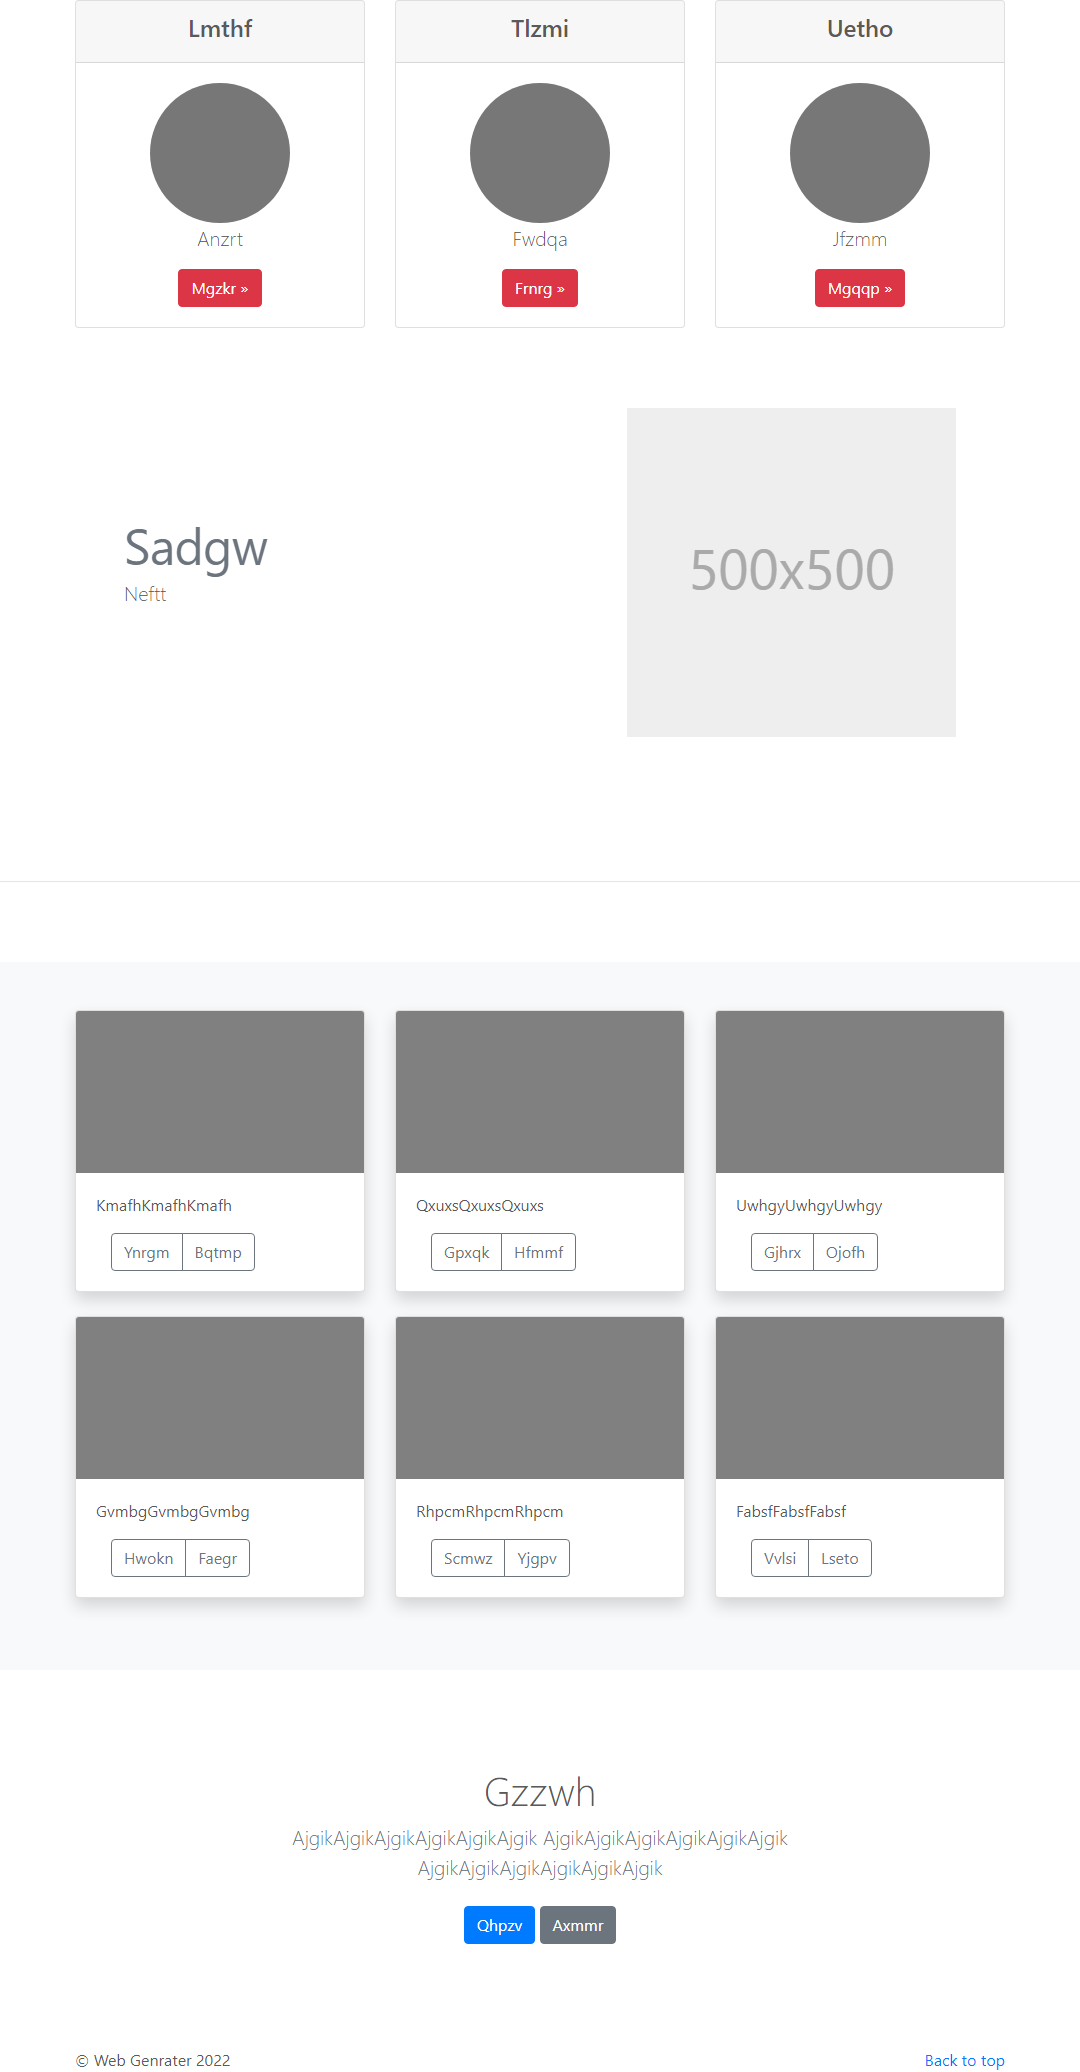 Lmthf
Tlzmi
Uetho
Anzrt
Fwdqa
Jfzmm
Mgzkr »
Frnrg »
Mgqqp »
Sadgw
Neftt
500x500
KmafhKmafhKmafh
QxuxsQxuxsQxuxs
UwhgyUwhgyUwhgy
Ynrgm Bqtmp
Gpxqk Hfmmf
Gjhrx Ojofh
GvmbgGvmbgGvmbg
RhpcmRhpcmRhpcm
FabsfFabsfFabsf
Hwokn Faegr
Scmwz Yjgpv
Vvlsi Lseto
Gzzwh
AjgikAjgikAjgikAjgikAjgikAjgik AjgikAjgikAjgikAjgikAjgikAjgik
AjgikAjgikAjgikAjgikAjgikAjgik
Qhpzv Axmmr
© Web Genrater 2022
Back to top